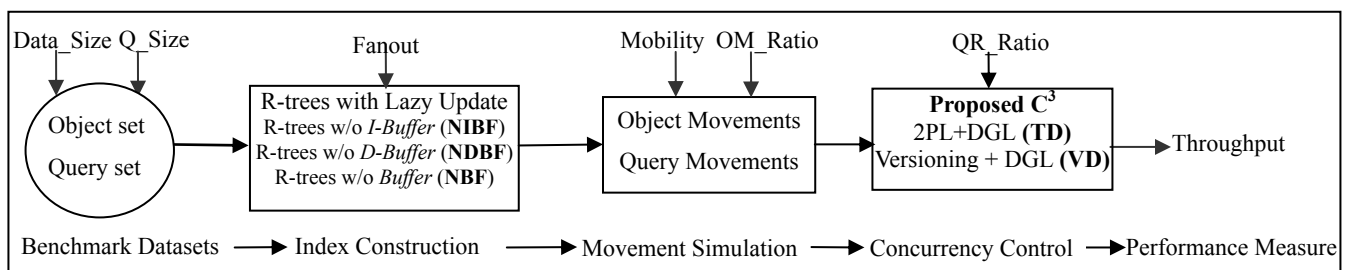 Data_Size Q_Size Fanout Mobility OM_Ratio QR_Ratio
Object set
Query set
R-trees with Lazy Update
R-trees w/o I-Buffer (NIBF)
R-trees w/o D-Buffer (NDBF)
R-trees w/o Buffer (NBF)
Object Movements
Query Movements
Proposed C³
2PL+DGL (TD)
Versioning + DGL (VD)
Throughput
Benchmark Datasets Index Construction Movement Simulation Concurrency Control Performance Measure